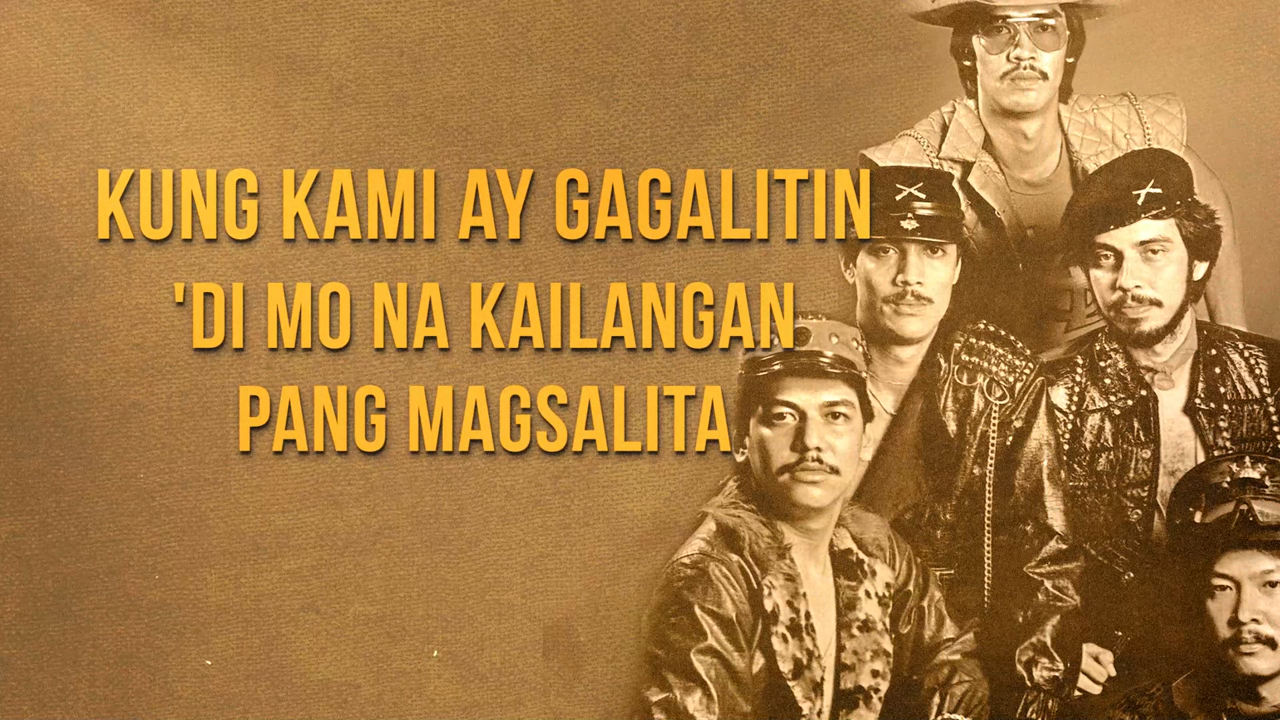 KUNG KAMI AY GAGALITIN
'DI MO NA KAILANGAN
PANG MAGSALITA